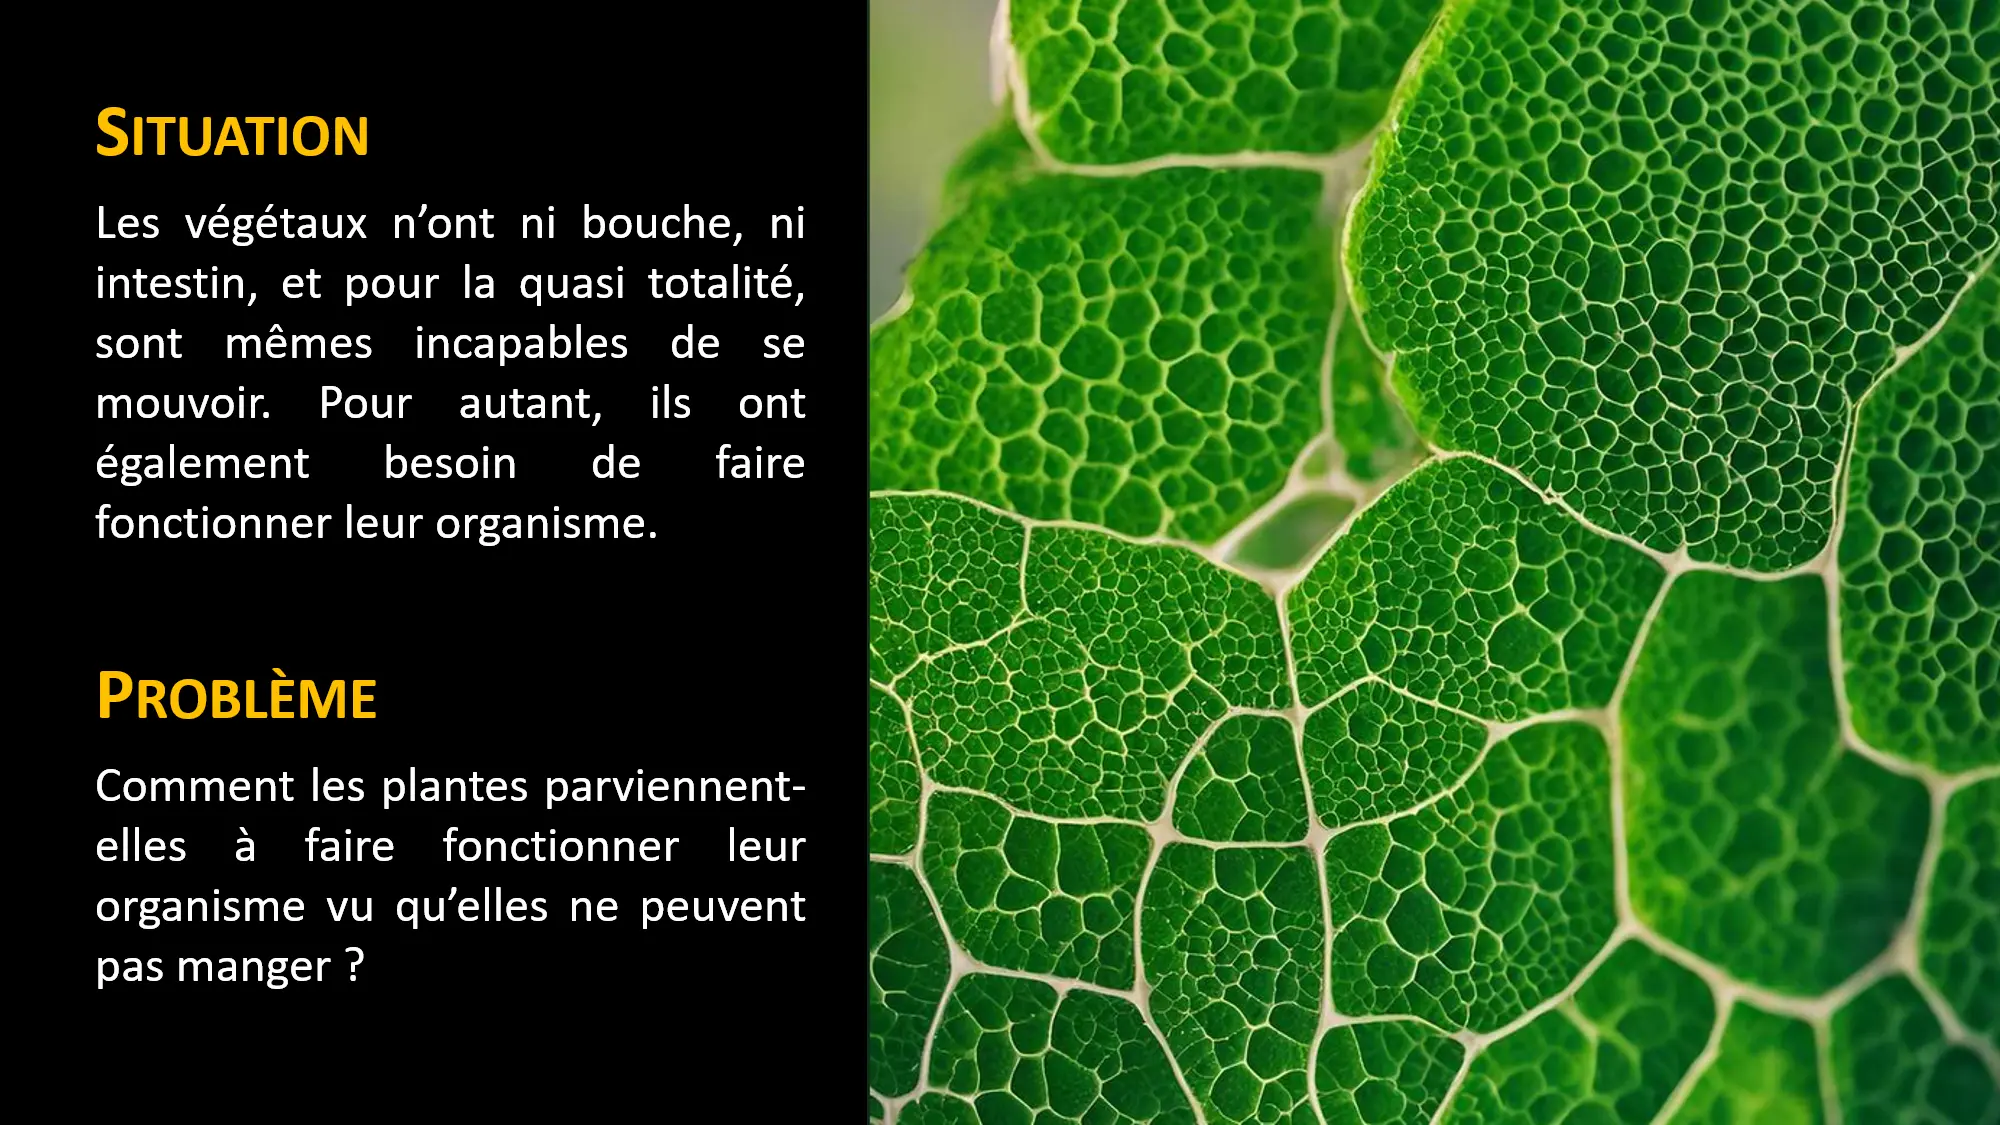 SITUATION
Les végétaux n’ont ni bouche, ni
intestin, et pour la quasi totalité,
sont mêmes incapables de se
mouvoir. Pour autant, ils ont
également besoin de faire
fonctionner leur organisme.
PROBLÈME
Comment les plantes parviennent-
elles à faire fonctionner leur
organisme vu qu’elles ne peuvent
pas manger ?